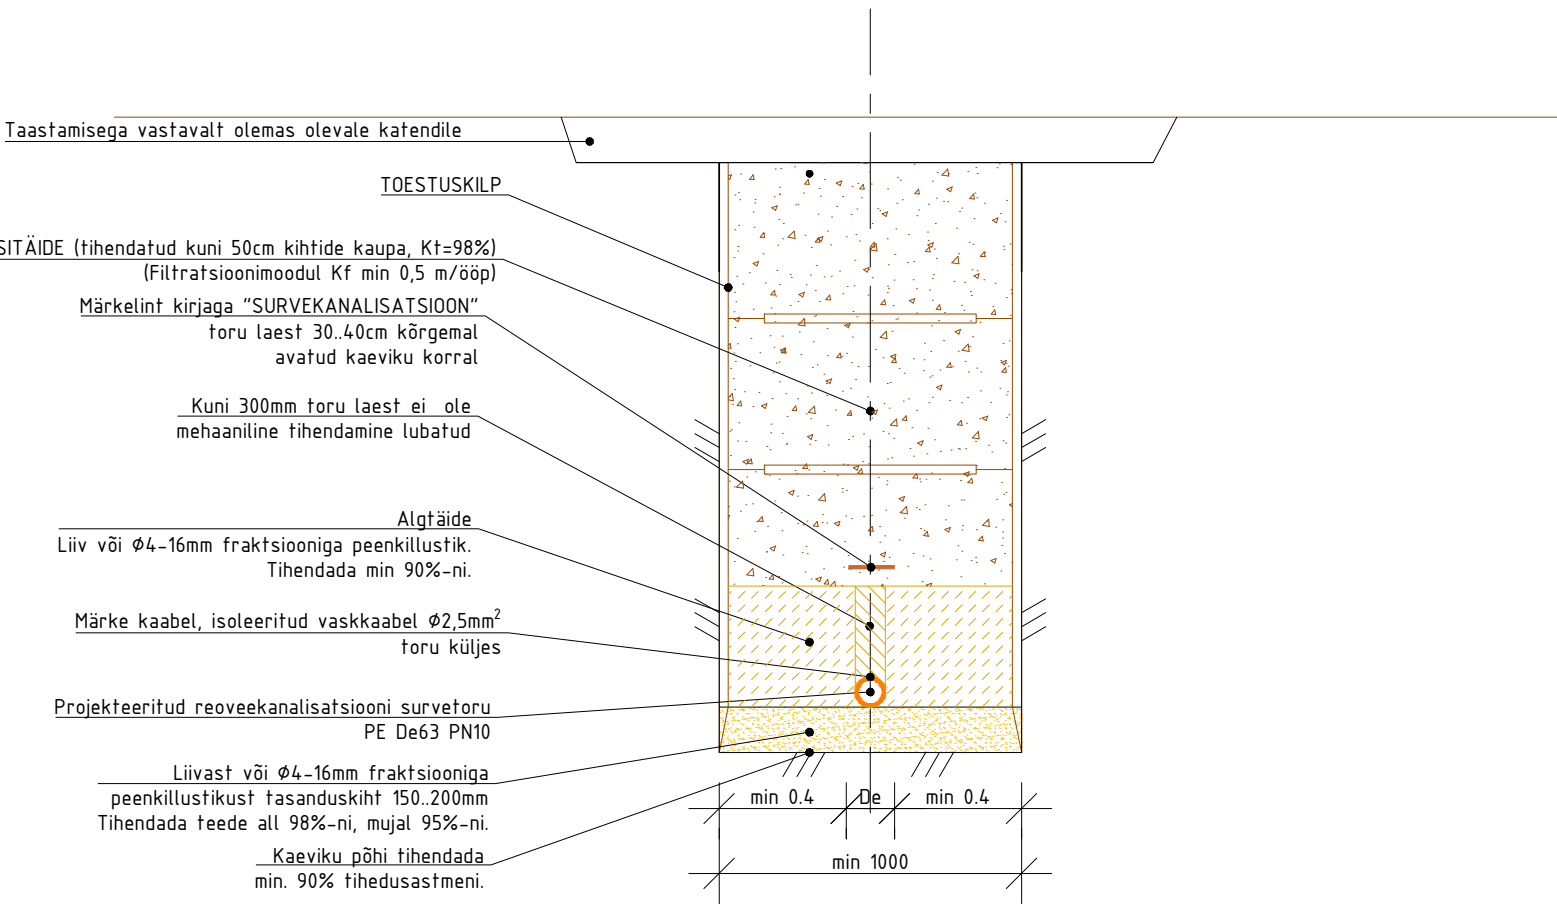 Taastamisega vastavalt olemas olevale katendile
TOESTUSKILP
SITÄIDE (tihendatud kuni 50cm kihtide kaupa, Kt=98%)
(Filtratsioonimoodul Kf min 0,5 m/ööp)
Märkelint kirjaga "SURVEKANALISATSIOON"
toru laest 30..40cm kõrgemal
avatud kaeviku korral
Kuni 300mm toru laest ei ole
mehaaniline tihendamine lubatud
Algtäide
Liiv või Ø4-16mm fraktsiooniga peenkillustik.
Tihendada min 90%-ni.
Märke kaabel, isoleeritud vaskkaabel Ø2,5mm²
toru küljes
Projekteeritud reoveekanalisatsiooni survetoru
PE De63 PN10
Liivast või Ø4-16mm fraktsiooniga
peenkillustikust tasanduskiht 150..200mm
Tihendada teede all 98%-ni, mujal 95%-ni.
Kaeviku põhi tihendada
min. 90% tihedusastmeni.
min 0.4 De min 0.4
min 1000